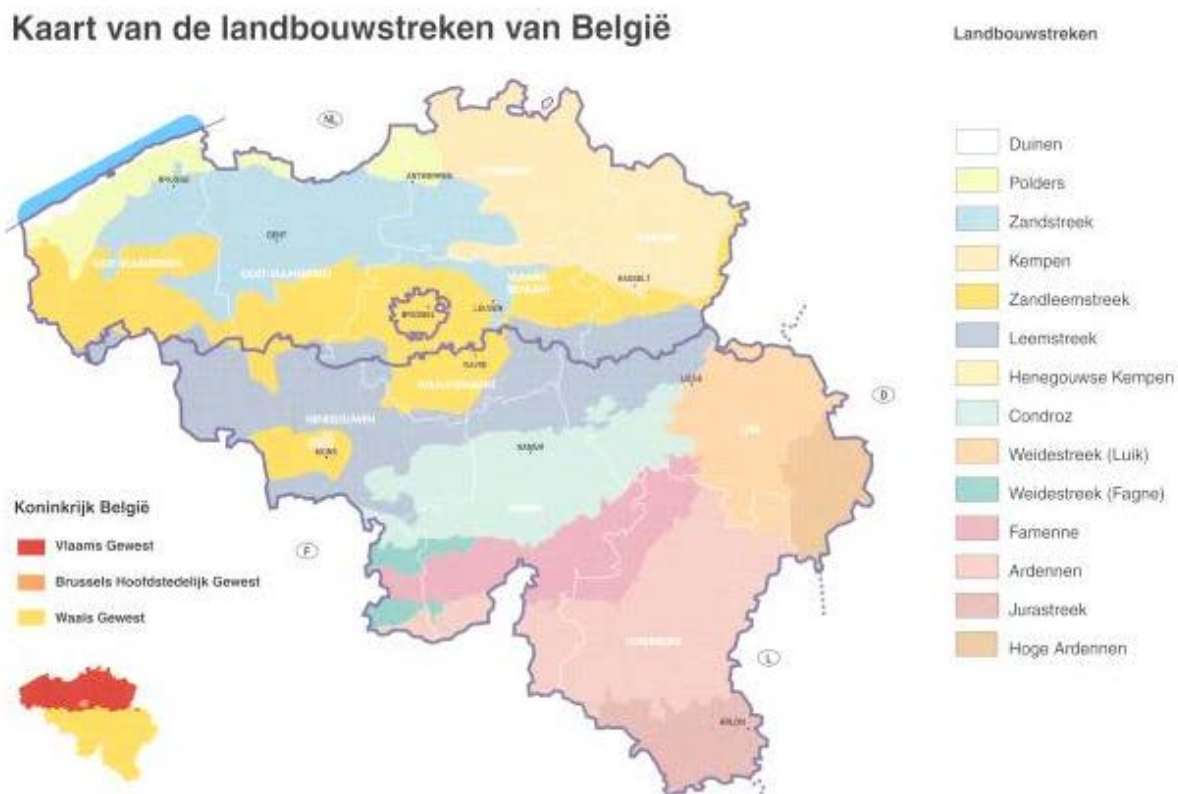 Kaart van de landbouwstreken van België
Landbouwstreken
Duinen
Polders
Zandstreek
Kempen
Zandleemstreek
Leemstreek
Henegouwse Kempen
Condroz
Weidestreek (Luik)
Weidestreek (Fagne)
Famenne
Ardennen
Jurastreek
Hoge Ardennen
NL
BRUGGE
ANTWERPEN
GENT
WEST-VLAANDEREN
OOST-VLAANDEREN
HASSELT
BRUSSEL
LEUVEN
WAVRE
HENEGOUWEN
MONS
NAMUR
LUIK
D
F
LUXEMBURG
L
ARLON
Koninkrijk België
Vlaams Gewest
Brussels Hoofdstedelijk Gewest
Waals Gewest